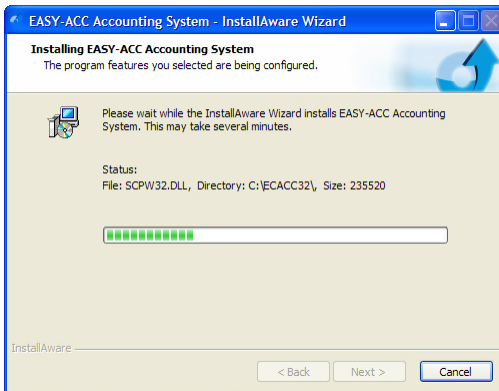 EASY-ACC Accounting System - InstallAware Wizard
Installing EASY-ACC Accounting System
The program features you selected are being configured.
Please wait while the InstallAware Wizard installs EASY-ACC Accounting
System. This may take several minutes.
Status:
File: SCPW32.DLL, Directory: C:\ECACC32\, Size: 235520
InstallAware
< Back Next > Cancel